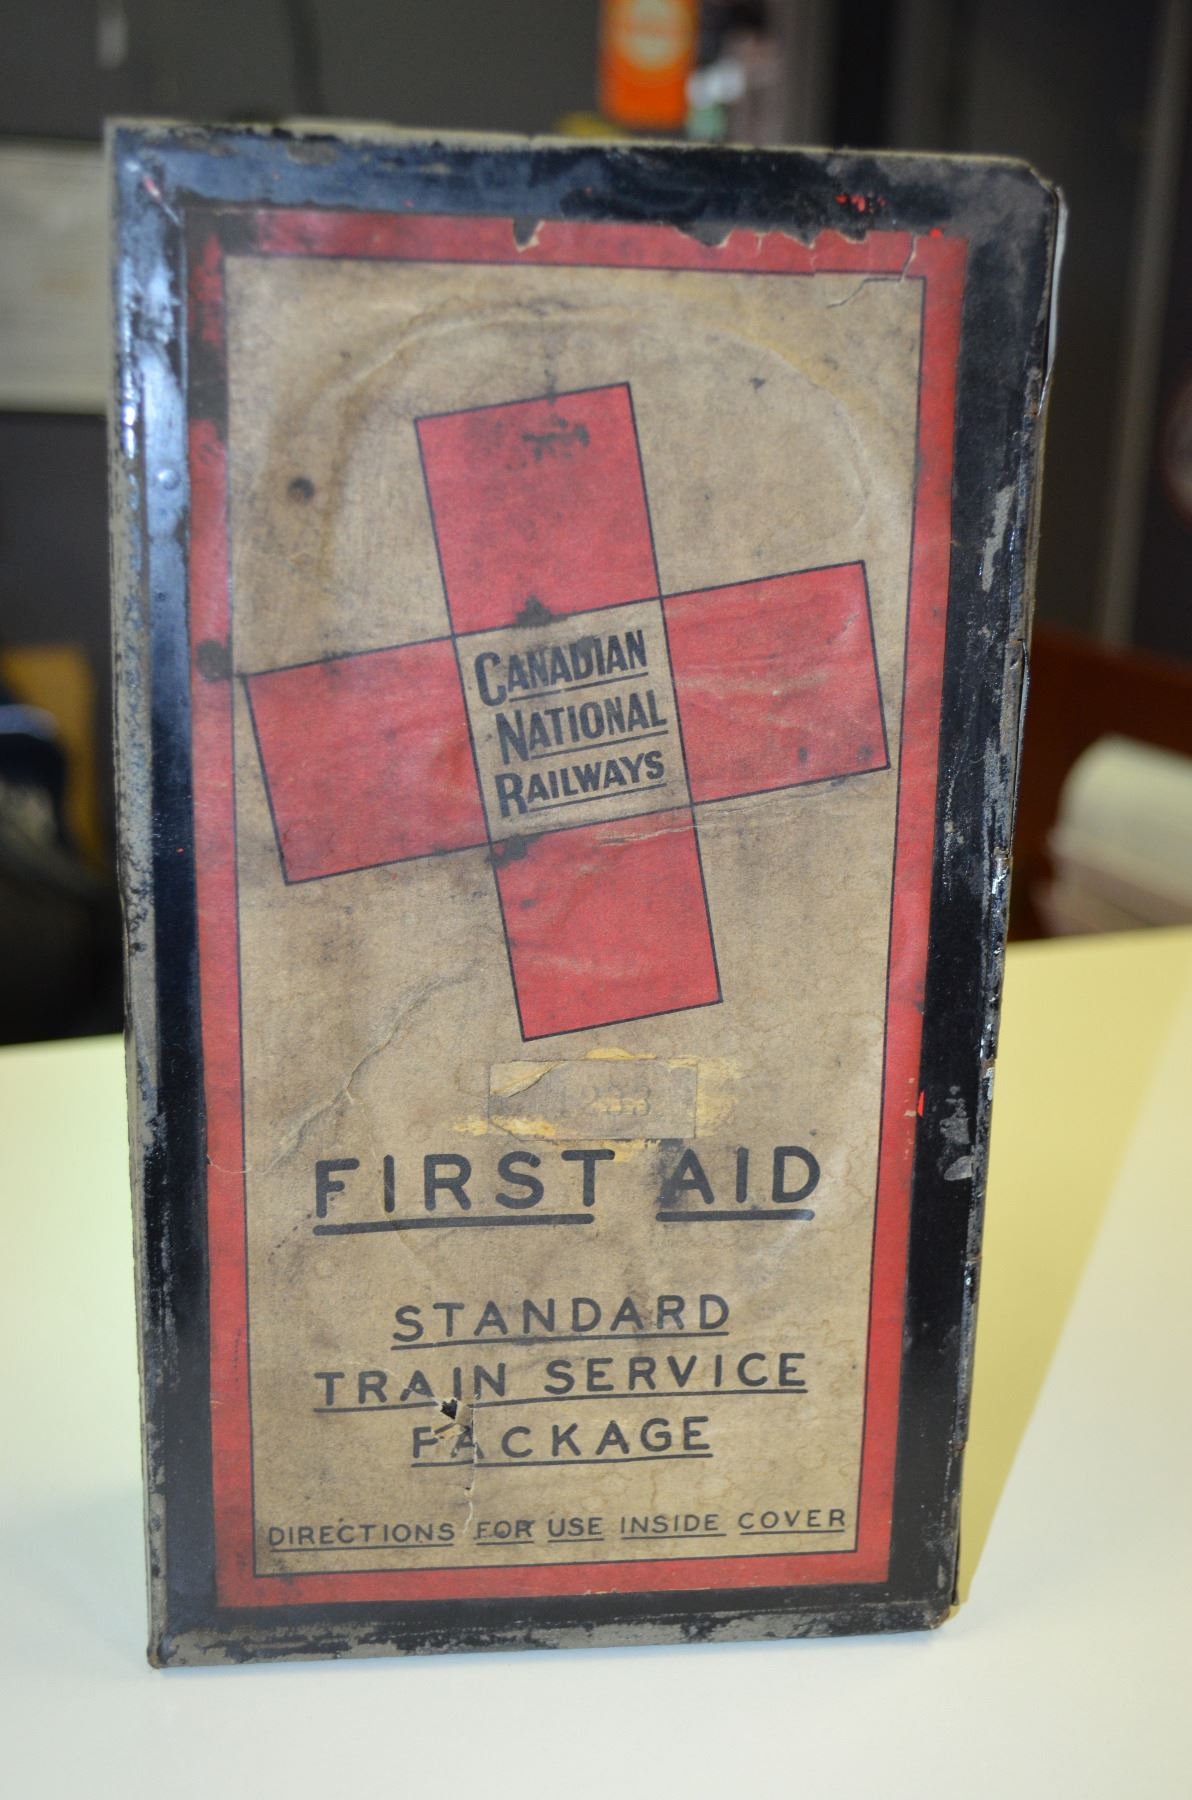 CANADIAN
NATIONAL
RAILWAYS
FIRST AID
STANDARD
TRAIN SERVICE
PACKAGE
DIRECTIONS FOR USE INSIDE COVER